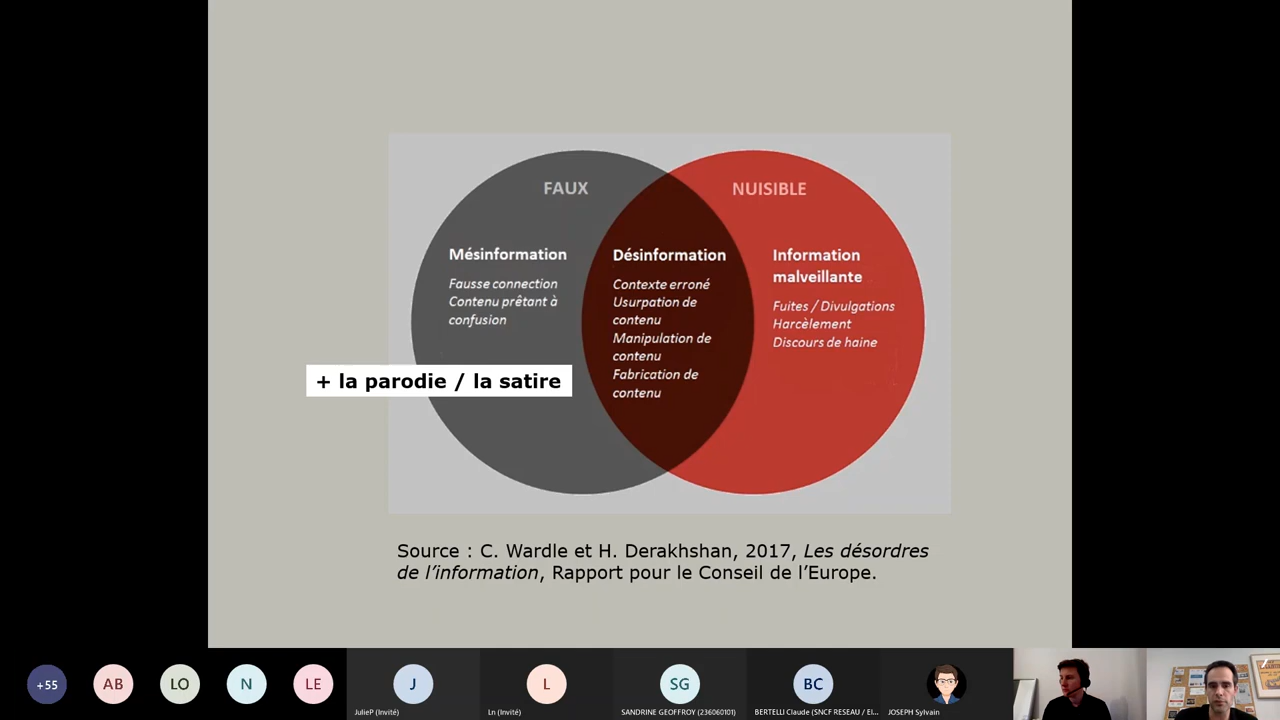 FAUX
NUISIBLE
Mésinformation
Fausse connection
Contenu prêtant à
confusion
Désinformation
Contexte erroné
Usurpation de
contenu
Manipulation de
contenu
Fabrication de
contenu
Information
malveillante
Fuites / Divulgations
Harcèlement
Discours de haine
+ la parodie / la satire
Source : C. Wardle et H. Derakhshan, 2017, Les désordres
de l’information, Rapport pour le Conseil de l’Europe.
+55
AB
LO
N
LE
J
JulieP (Invité)
L
Ln (Invité)
SG
SANDRINE GEOFFROY (23606010I)
BC
BERTELLI Claude (SNCF RESEAU / EI...
JOSEPH Sylvain